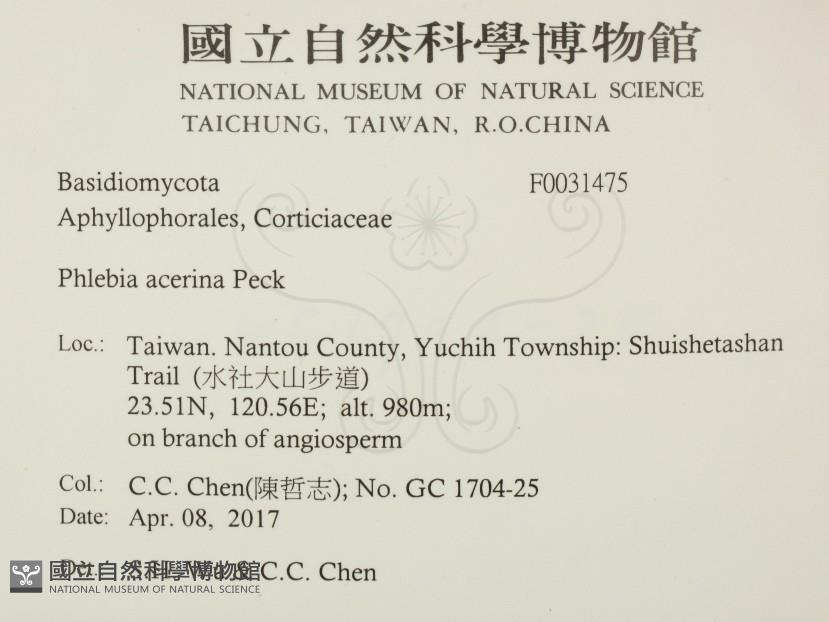 國立自然科學博物館
NATIONAL MUSEUM OF NATURAL SCIENCE
TAICHUNG, TAIWAN, R.O.CHINA
Basidiomycota F0031475
Aphyllophorales, Corticiaceae
Phlebia acerina Peck
Loc.: Taiwan. Nantou County, Yuchih Township: Shuishetashan
Trail (水社大山步道)
23.51N, 120.56E; alt. 980m;
on branch of angiosperm
Col.: C.C. Chen(陳哲志); No. GC 1704-25
Date: Apr. 08, 2017
C.C. Chen
國立自然科學博物館
NATIONAL MUSEUM OF NATURAL SCIENCE